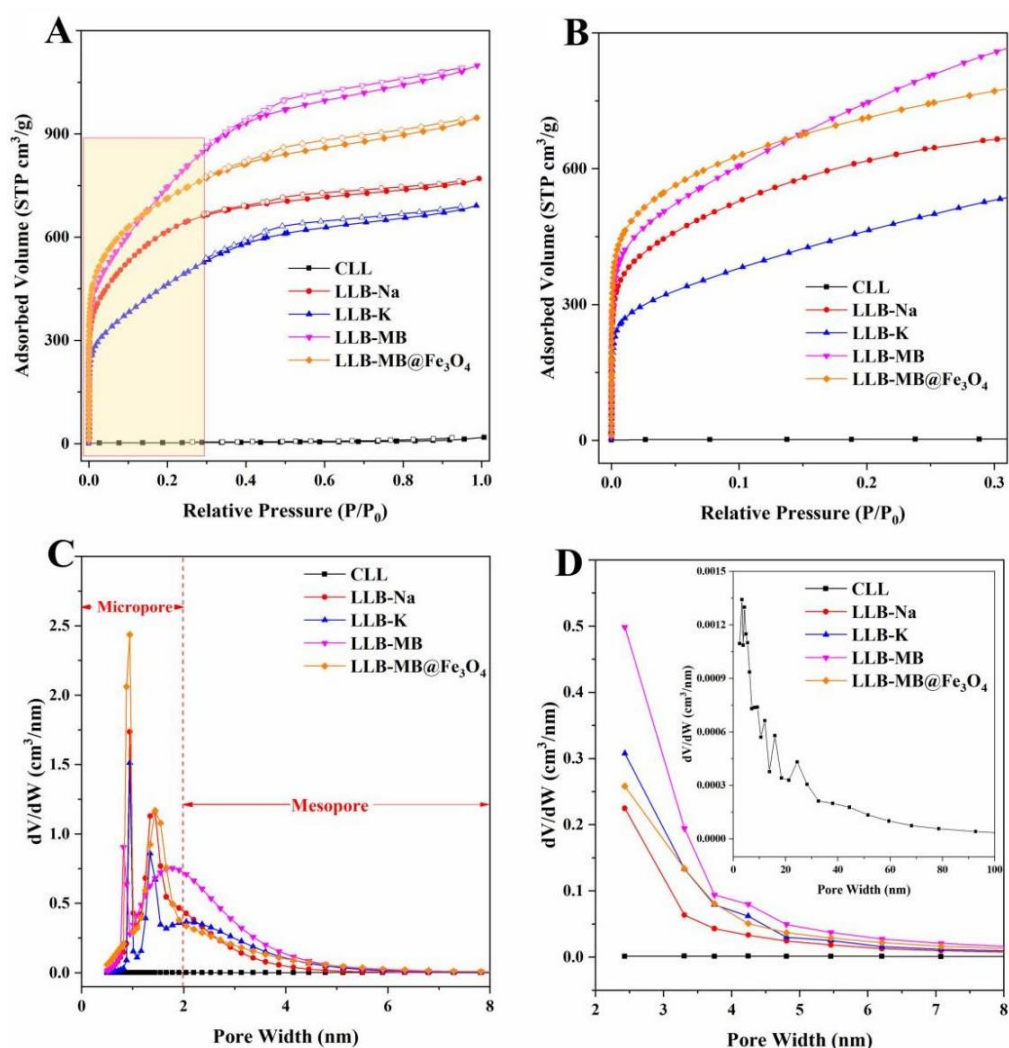 A
Adsorbed Volume (STP cm³/g)
900
600
300
0
CLL
LLB-Na
LLB-K
LLB-MB
LLB-MB@Fe₃O₄
0.0 0.2 0.4 0.6 0.8 1.0
Relative Pressure (P/P₀)
B
Adsorbed Volume (STP cm³/g)
600
300
0
CLL
LLB-Na
LLB-K
LLB-MB
LLB-MB@Fe₃O₄
0.0 0.1 0.2 0.3
Relative Pressure (P/P₀)
C
dV/dW (cm³/nm)
2.5
2.0
1.5
1.0
0.5
0.0
Micropore
CLL
LLB-Na
LLB-K
LLB-MB
LLB-MB@Fe₃O₄
Mesopore
0 2 4 6 8
Pore Width (nm)
D
dV/dW (cm³/nm)
0.5
0.4
0.3
0.2
0.1
0.0
CLL
LLB-Na
LLB-K
LLB-MB
LLB-MB@Fe₃O₄
dV/dW (cm³/nm)
0.0015
0.0012
0.0009
0.0006
0.0003
0.0000
0 20 40 60 80 100
Pore Width (nm)
2 3 4 5 6 7 8
Pore Width (nm)